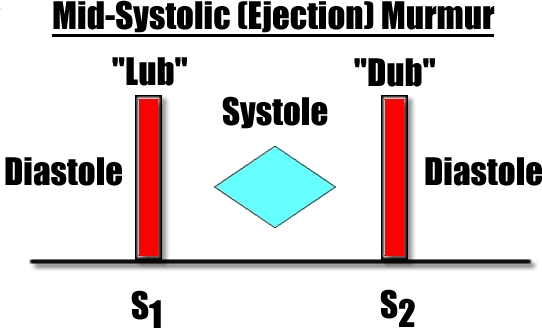 Mid-Systolic (Ejection) Murmur
"Lub" "Dub"
Systole
Diastole Diastole
S1 S2